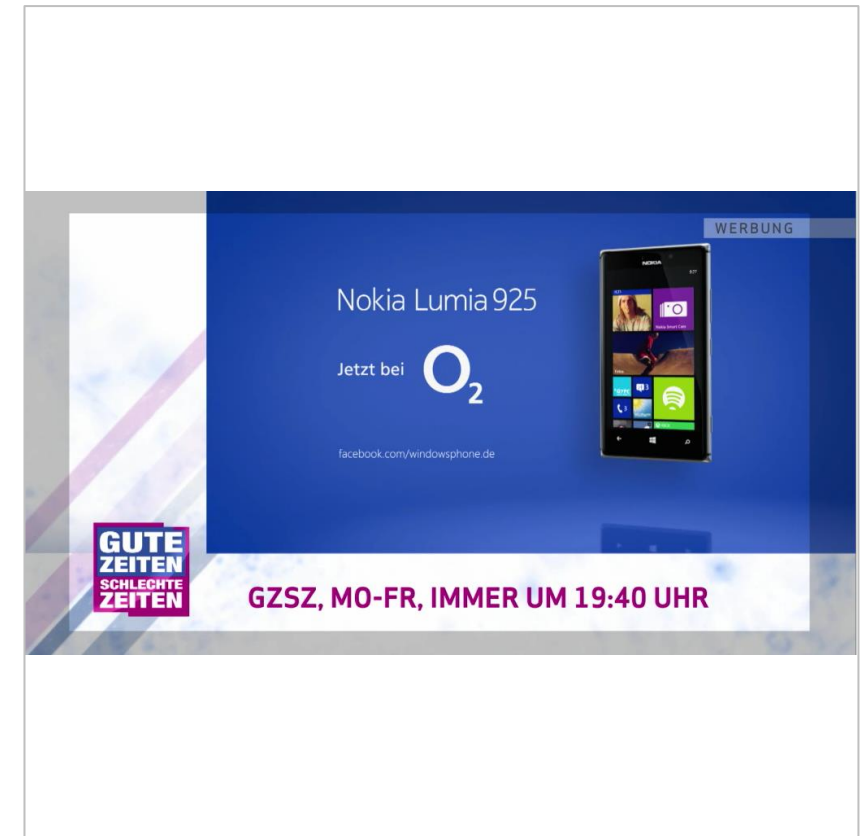 WERBUNG
Nokia Lumia 925
Jetzt bei O2
facebook.com/windowsphone.de
NOKIA
GUTE
ZEITEN
SCHLECHTE
ZEITEN
GZSZ, MO-FR, IMMER UM 19:40 UHR